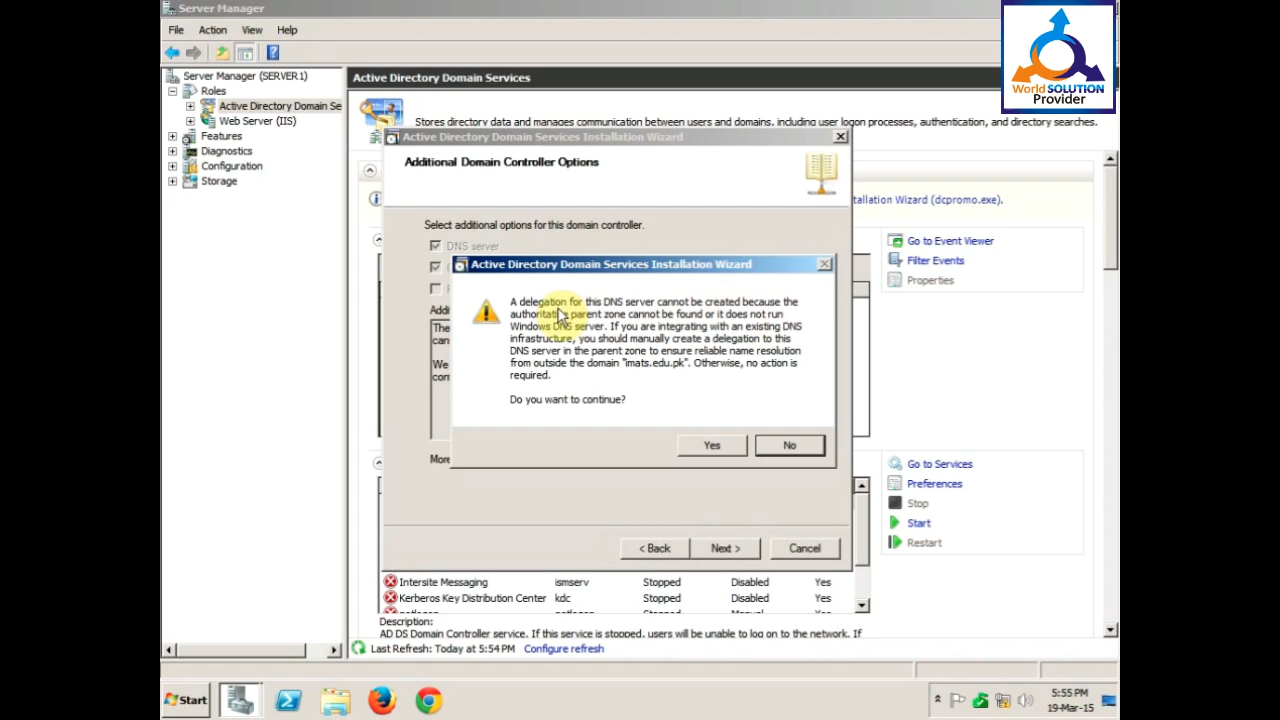 Server Manager
File Action View Help
World SOLUTION
Provider
Server Manager (SERVER1)
Roles
Active Directory Domain Se
Web Server (IIS)
Features
Diagnostics
Configuration
Storage
Active Directory Domain Services
Stores directory data and manages communication between users and domains, including user logon processes, authentication, and directory searches.
Active Directory Domain Services Installation Wizard
Additional Domain Controller Options
tallation Wizard (dcpromo.exe).
Select additional options for this domain controller.
DNS server
Addi
The
can
We
con
More
Active Directory Domain Services Installation Wizard
A delegation for this DNS server cannot be created because the
authoritative parent zone cannot be found or it does not run
Windows DNS server. If you are integrating with an existing DNS
infrastructure, you should manually create a delegation to this
DNS server in the parent zone to ensure reliable name resolution
from outside the domain "imats.edu.pk". Otherwise, no action is
required.
Do you want to continue?
Yes No
< Back Next > Cancel
Go to Event Viewer
Filter Events
Properties
Go to Services
Preferences
Stop
Start
Restart
Intersite Messaging ismserv Stopped Disabled Yes
Kerberos Key Distribution Center kdc Stopped Disabled Yes
Description:
AD DS Domain Controller service. If this service is stopped, users will be unable to log on to the network. If
Last Refresh: Today at 5:54 PM Configure refresh
Start
5:55 PM
19-Mar-15